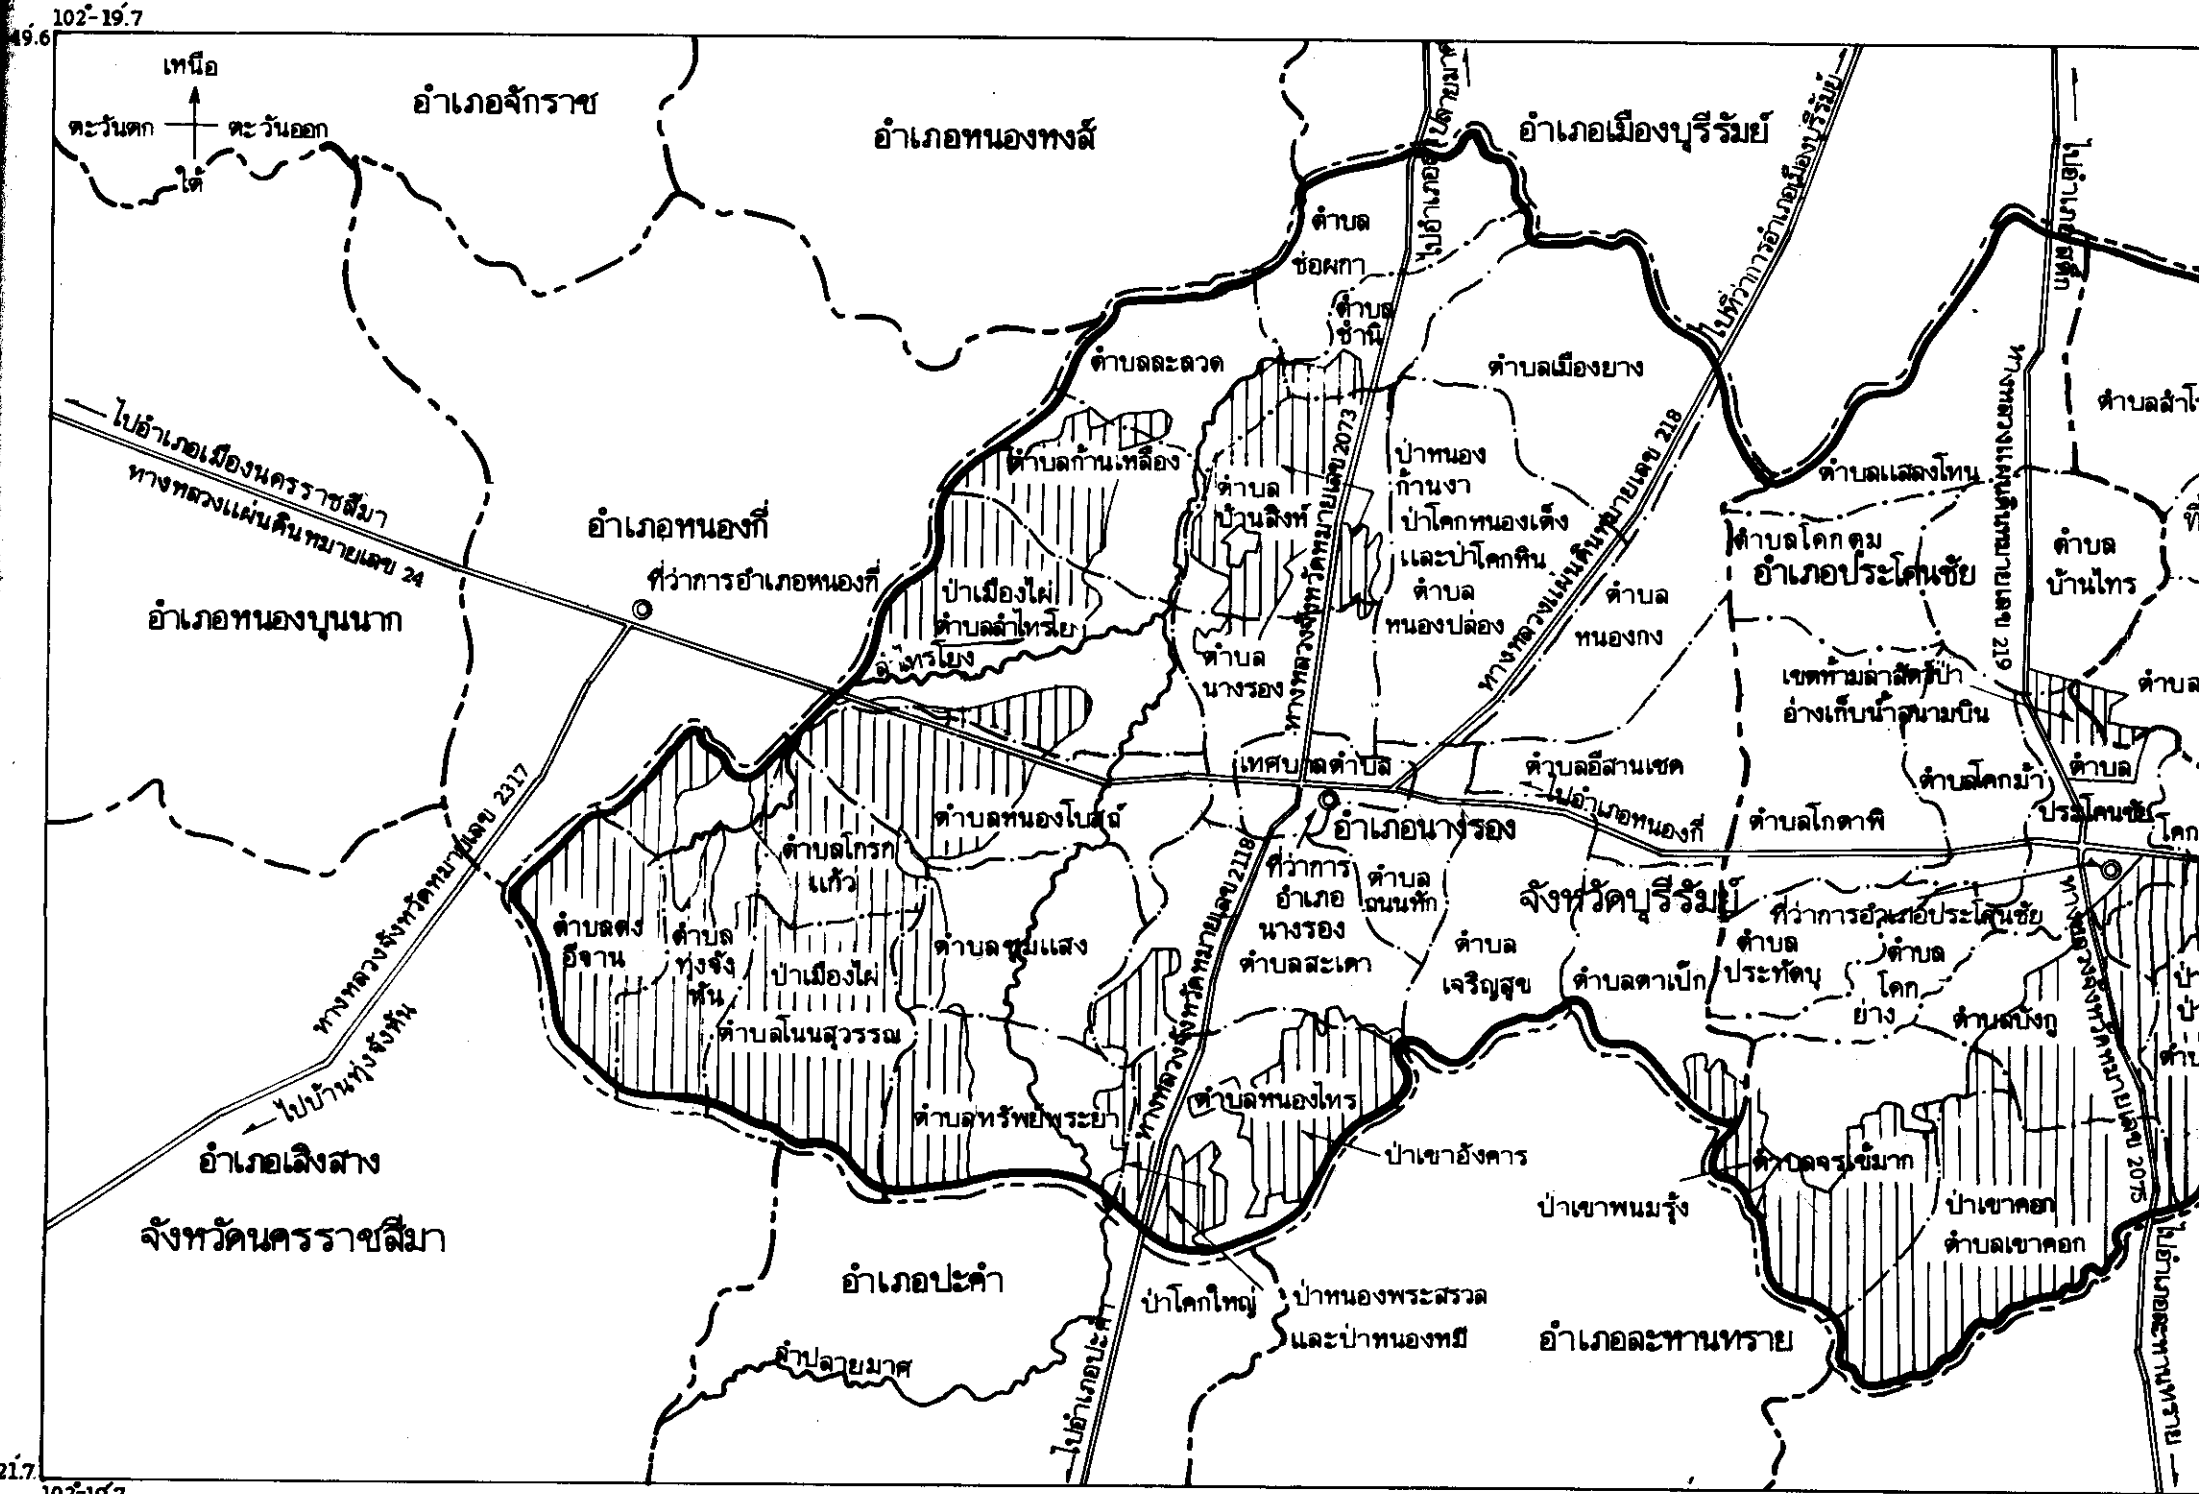 102°-19.7
เหนือ
ตะวันตก
ตะวันออก
ใต้
อำเภอจักราช
อำเภอหนองหงส์
อำเภอเมืองบุรีรัมย์
ไปที่ว่าการอำเภอเมืองบุรีรัมย์
ตำบล
ช่อผกา
ตำบล
ชำนิ
ตำบลละลวด
ตำบลเมืองยาง
ไปอำเภอเมืองนครราชสีมา
ทางหลวงแผ่นดินหมายเลข 24
ตำบลก้านเหลือง
ตำบล
บ้านสิงห์
ทางหลวงจังหวัดหมายเลข 2073
ป่าหนอง
ก้านงา
ป่าโคกหนองเต็ง
และป่าโคกหิน
ตำบล
หนองปล่อง
ทางหลวงแผ่นดินหมายเลข 218
ตำบลแสลงโทน
ทางหลวงแผ่นดินหมายเลข 219
ตำบลโคกตูม
อำเภอประโคนชัย
ตำบล
บ้านไทร
อำเภอหนองกี่
ที่ว่าการอำเภอหนองกี่
อำเภอหนองบุนนาก
ป่าเมืองไผ่
ตำบลลำไทรโย
ลำไทรโยง
ตำบล
นางรอง
ตำบล
หนองกง
เขตห้ามล่าสัตว์ป่า
อ่างเก็บน้ำสนามบิน
ตำบล
เทศบาลตำบล
ตำบลอีสานเขต
ไปอำเภอหนองกี่
ตำบลโคกม้า
ตำบล
ประโคนชัย
โคก
ตำบลโกตาพิ
ทางหลวงจังหวัดหมายเลข 2317
ตำบลหนองโบสถ์
ตำบลโกรก
แก้ว
อำเภอนางรอง
ที่ว่าการ
อำเภอ
นางรอง
ตำบล
ถนนหัก
จังหวัดบุรีรัมย์
ที่ว่าการอำเภอประโคนชัย
ทางหลวงจังหวัดหมายเลข 2118
ตำบลดง
อีจาน
ตำบล
ทุ่งจัง
หัน
ป่าเมืองไผ่
ตำบลชุมแสง
ตำบลสะเดา
ตำบล
เจริญสุข
ตำบลตาเป็ก
ตำบล
ประทัดบุ
ตำบล
โคก
ย่าง
ตำบลบังกู
ทางหลวงจังหวัดหมายเลข 2075
ตำบลโนนสุวรรณ
ไปบ้านทุ่งจังหัน
ตำบลทรัพย์พระยา
ตำบลหนองไทร
ป่าเขาอังคาร
อำเภอเสิงสาง
จังหวัดนครราชสีมา
ตำบลจรเข้มาก
ป่าเขาพนมรุ้ง
ป่าเขาคอก
ตำบลเขาคอก
อำเภอปะคำ
ป่าโคกใหญ่
ป่าหนองพระสรวล
และป่าหนองหมี
อำเภอละหานทราย
ลำปลายมาศ
ไปอำเภอปะคำ
ไปอำเภอละหานทราย